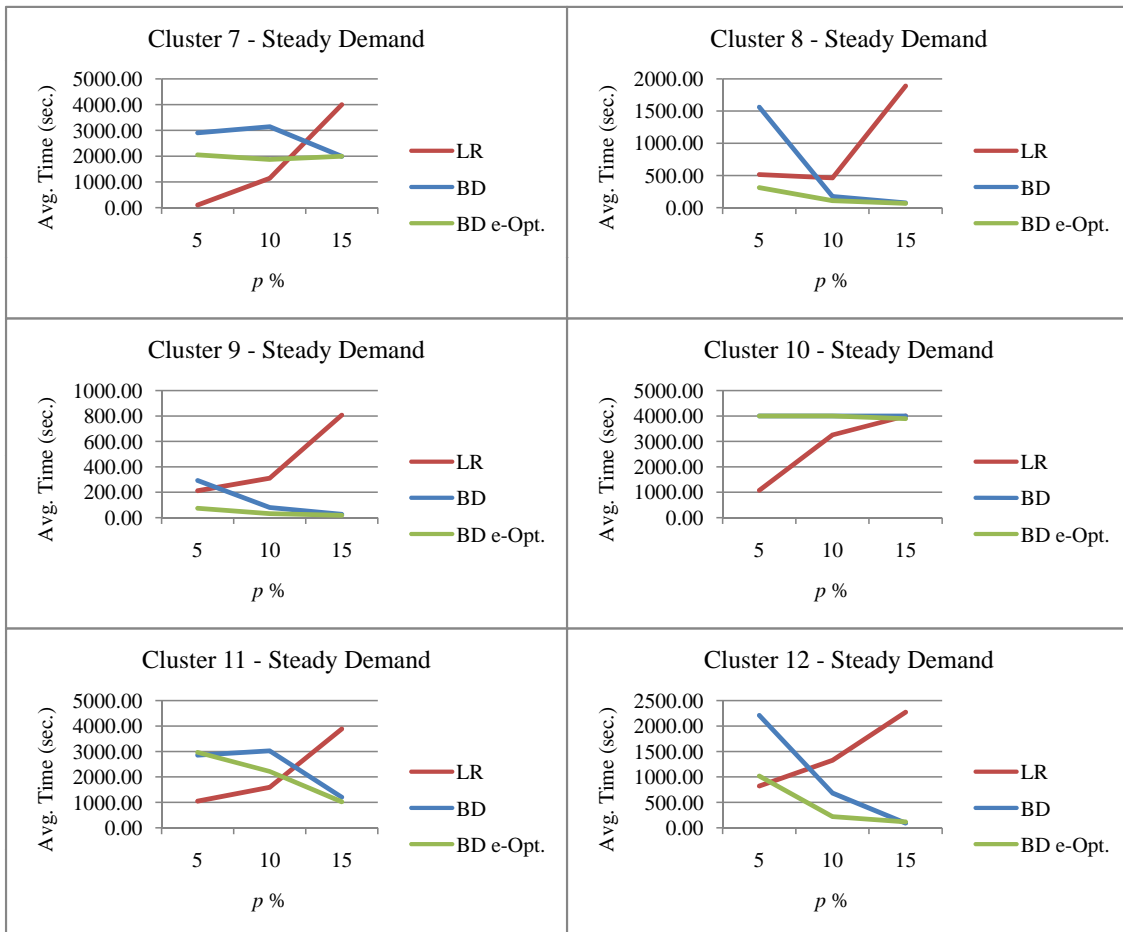 Cluster 7 - Steady Demand
Avg. Time (sec.)
5000.00
4000.00
3000.00
2000.00
1000.00
0.00
5 10 15
p %
LR
BD
BD e-Opt.
Cluster 8 - Steady Demand
Avg. Time (sec.)
2000.00
1500.00
1000.00
500.00
0.00
5 10 15
p %
LR
BD
BD e-Opt.
Cluster 9 - Steady Demand
Avg. Time (sec.)
1000.00
800.00
600.00
400.00
200.00
0.00
5 10 15
p %
LR
BD
BD e-Opt.
Cluster 10 - Steady Demand
Avg. Time (sec.)
5000.00
4000.00
3000.00
2000.00
1000.00
0.00
5 10 15
p %
LR
BD
BD e-Opt.
Cluster 11 - Steady Demand
Avg. Time (sec.)
5000.00
4000.00
3000.00
2000.00
1000.00
0.00
5 10 15
p %
LR
BD
BD e-Opt.
Cluster 12 - Steady Demand
Avg. Time (sec.)
2500.00
2000.00
1500.00
1000.00
500.00
0.00
5 10 15
p %
LR
BD
BD e-Opt.